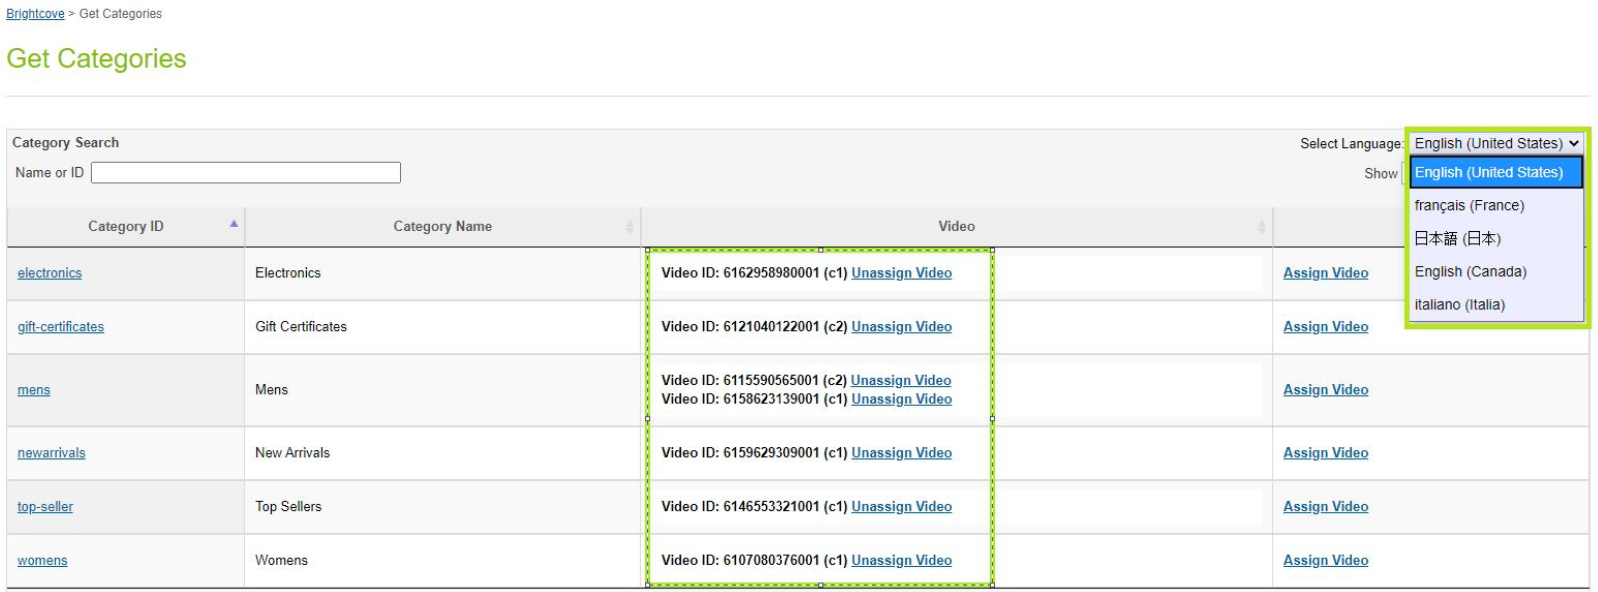 Brightcove > Get Categories
Get Categories
Category Search
Select Language: English (United States)
Name or ID
Show
English (United States)
français (France)
日本語 (日本)
English (Canada)
italiano (Italia)
Category ID Category Name Video
electronics Electronics Video ID: 6162958980001 (c1) Unassign Video Assign Video
gift-certificates Gift Certificates Video ID: 6121040122001 (c2) Unassign Video Assign Video
mens Mens Video ID: 6115590565001 (c2) Unassign Video Assign Video
Video ID: 6158623139001 (c1) Unassign Video
newarrivals New Arrivals Video ID: 6159629309001 (c1) Unassign Video Assign Video
top-seller Top Sellers Video ID: 6146553321001 (c1) Unassign Video Assign Video
womens Womens Video ID: 6107080376001 (c1) Unassign Video Assign Video